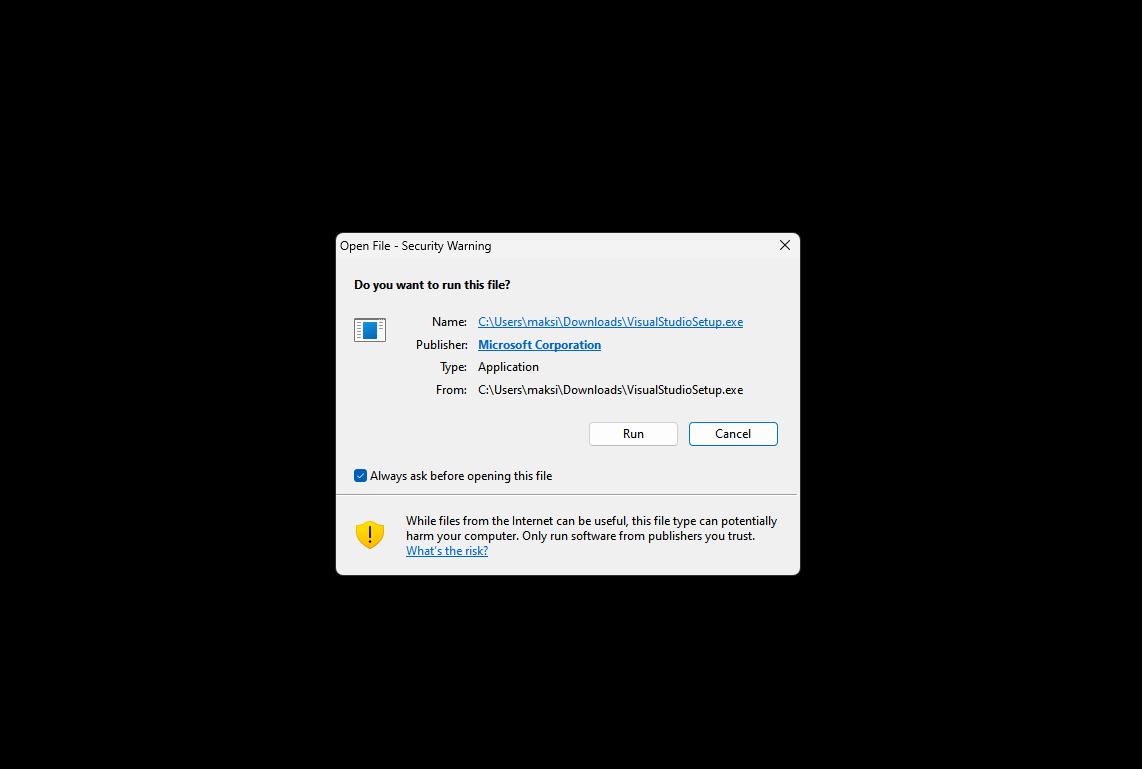 Open File - Security Warning
Do you want to run this file?
Name: C:\Users\maksi\Downloads\VisualStudioSetup.exe
Publisher: Microsoft Corporation
Type: Application
From: C:\Users\maksi\Downloads\VisualStudioSetup.exe
Run Cancel
Always ask before opening this file
While files from the Internet can be useful, this file type can potentially
harm your computer. Only run software from publishers you trust.
What's the risk?